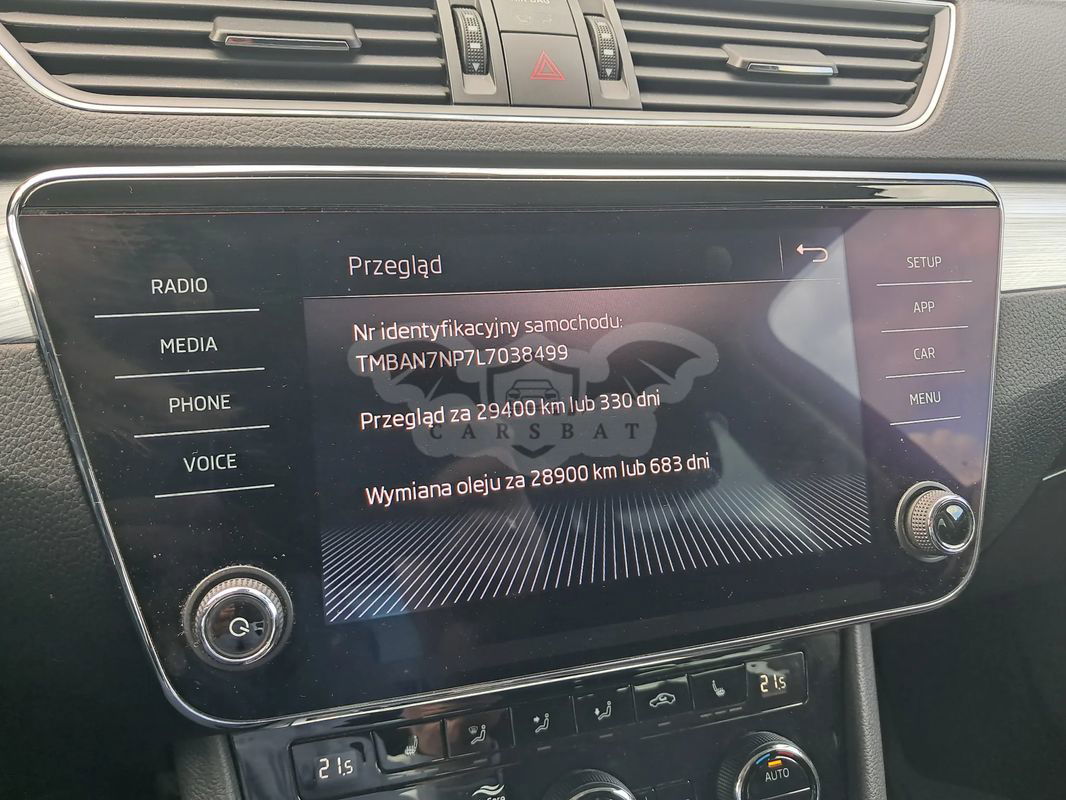 RADIO
MEDIA
PHONE
VOICE
Przegląd
Nr identyfikacyjny samochodu:
TMBAN7NP7L7038499
Przegląd za 29400 km lub 330 dni
CARSBAT
Wymiana oleju za 28900 km lub 683 dni
SETUP
APP
CAR
MENU
21.5
21.5
AUTO